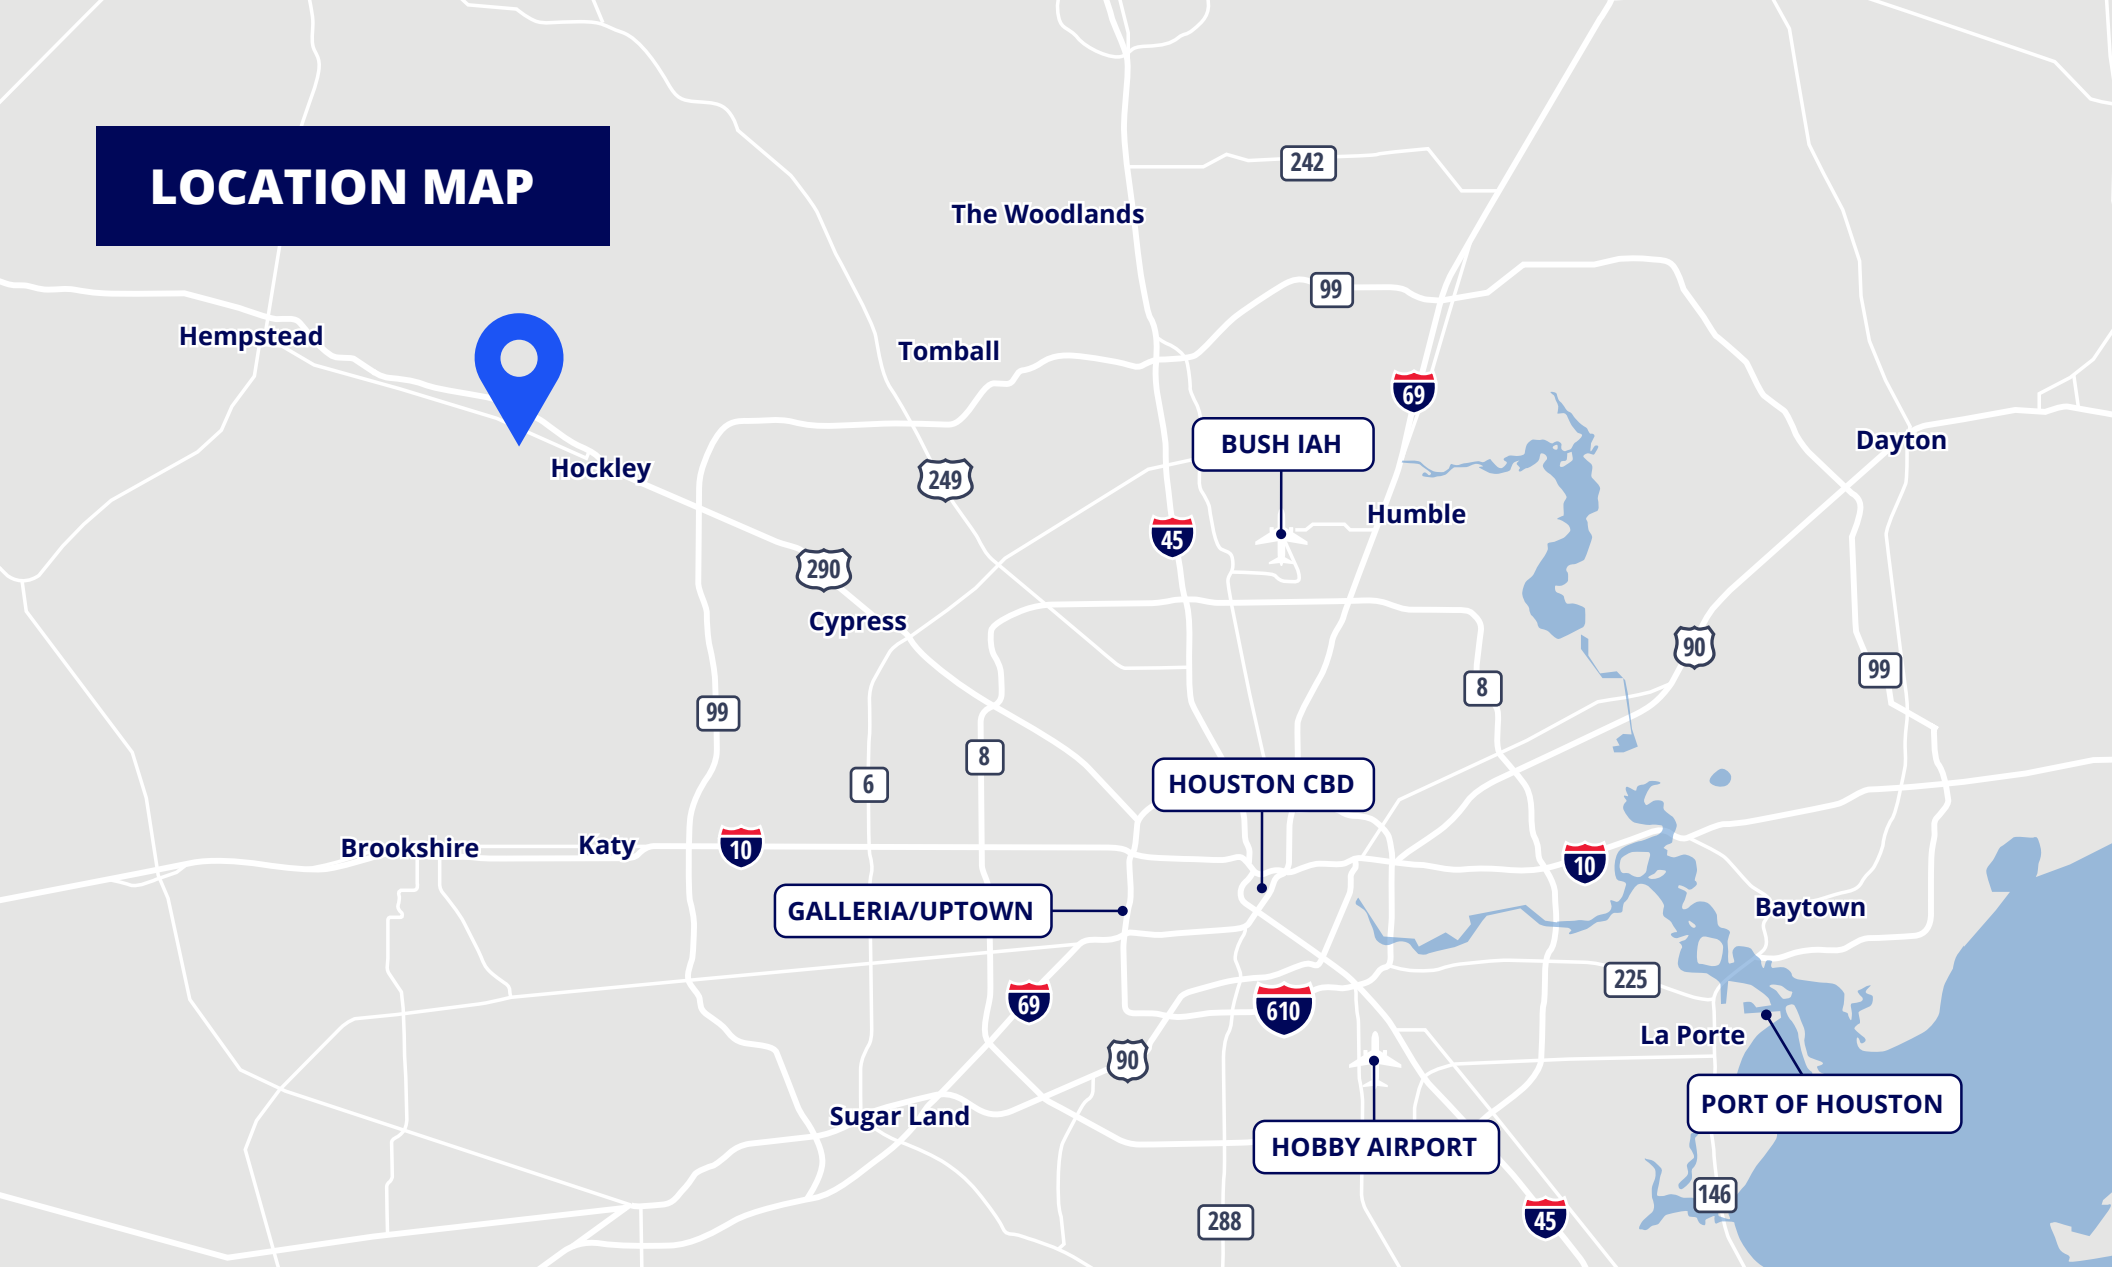 LOCATION MAP
242
The Woodlands
99
Hempstead
Tomball
69
BUSH IAH
Dayton
Hockley
249
Humble
45
290
Cypress
90
99
8
99
8
6
HOUSTON CBD
Brookshire
Katy
10
10
GALLERIA/UPTOWN
Baytown
225
69
610
La Porte
90
PORT OF HOUSTON
Sugar Land
HOBBY AIRPORT
146
288
45